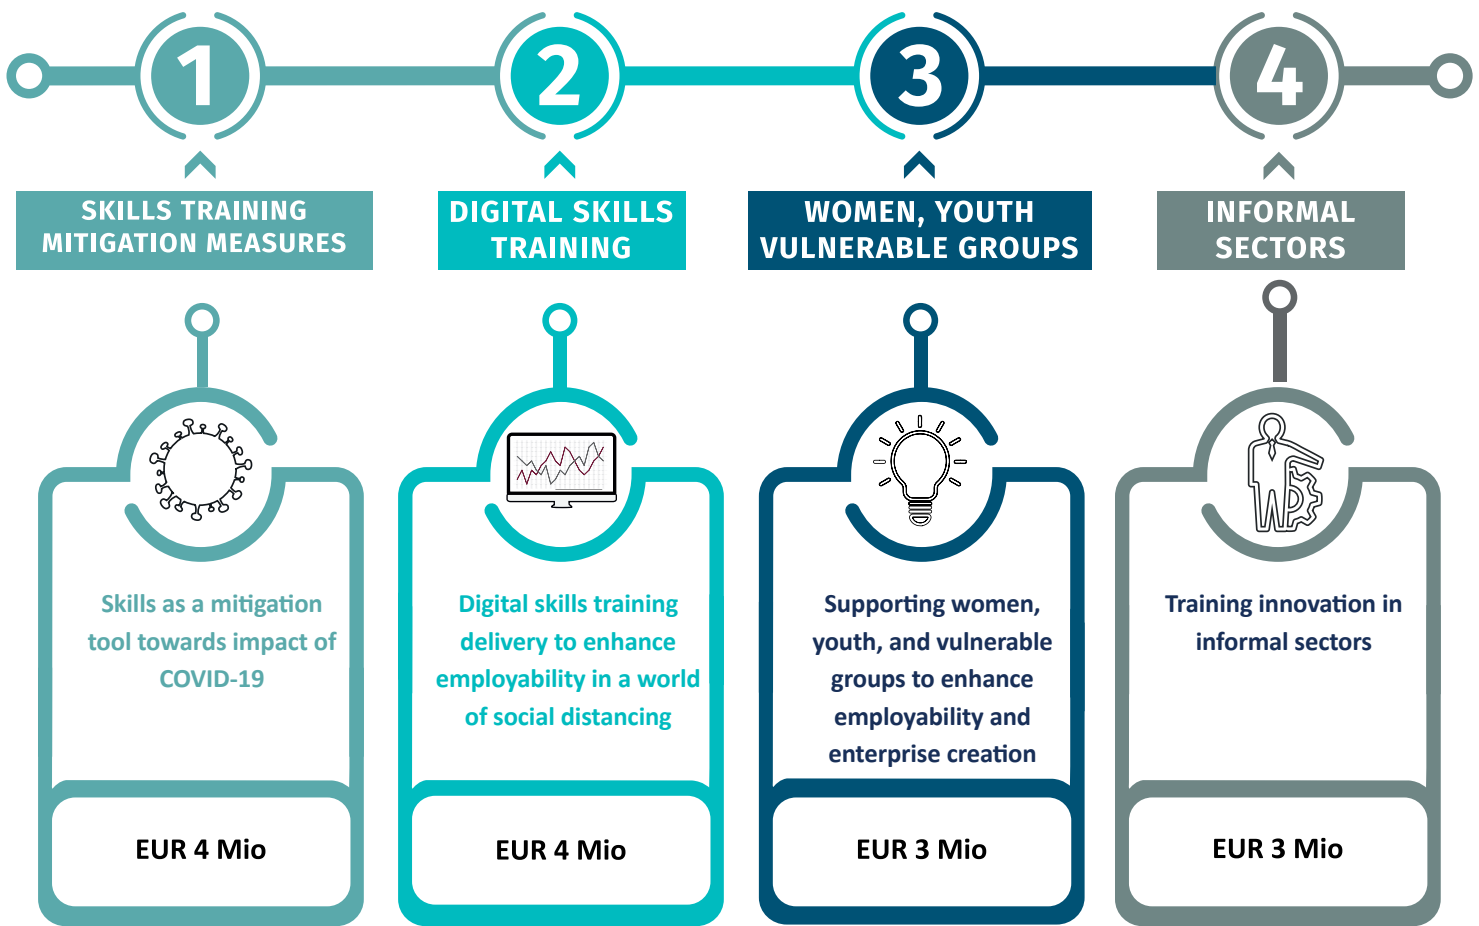 1
2
3
4
SKILLS TRAINING
MITIGATION MEASURES
DIGITAL SKILLS
TRAINING
WOMEN, YOUTH
VULNERABLE GROUPS
INFORMAL
SECTORS
Skills as a mitigation
tool towards impact of
COVID-19
Digital skills training
delivery to enhance
employability in a world
of social distancing
Supporting women,
youth, and vulnerable
groups to enhance
employability and
enterprise creation
Training innovation in
informal sectors
EUR 4 Mio
EUR 4 Mio
EUR 3 Mio
EUR 3 Mio